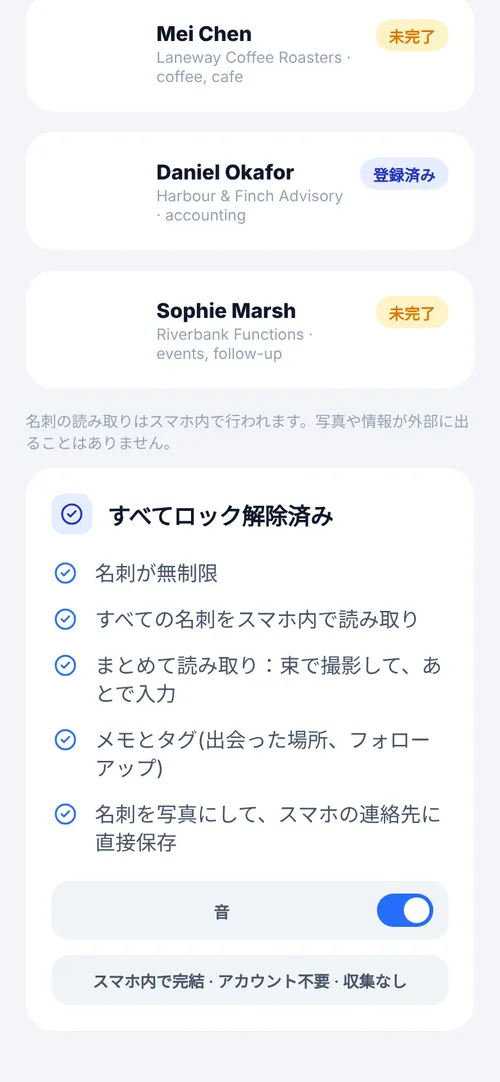 Mei Chen
未完了
Laneway Coffee Roasters ·
coffee, cafe
Daniel Okafor
登録済み
Harbour & Finch Advisory
· accounting
Sophie Marsh
未完了
Riverbank Functions ·
events, follow-up
名刺の読み取りはスマホ内で行われます。写真や情報が外部に出
ることはありません。
すべてロック解除済み
名刺が無制限
すべての名刺をスマホ内で読み取り
まとめて読み取り：束で撮影して、あ
とで入力
メモとタグ(出会った場所、フォロー
アップ)
名刺を写真にして、スマホの連絡先に
直接保存
音
スマホ内で完結 · アカウント不要 · 収集なし